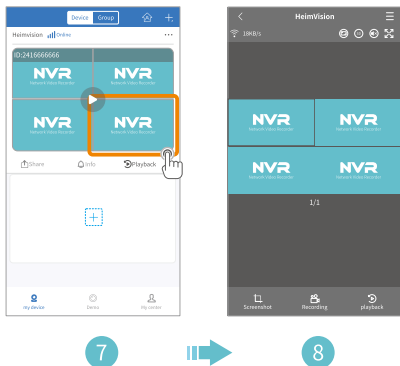 Device Group
Heimvision Online
ID:2416666666
NVR NVR
Network Video Recorder Network Video Recorder
NVR NVR
Network Video Recorder Network Video Recorder
Share Info Playback
my device Demo My center
7
HeimVision
18KB/s
NVR NVR
Network Video Recorder Network Video Recorder
NVR NVR
Network Video Recorder Network Video Recorder
1/1
Screenshot Recording playback
8